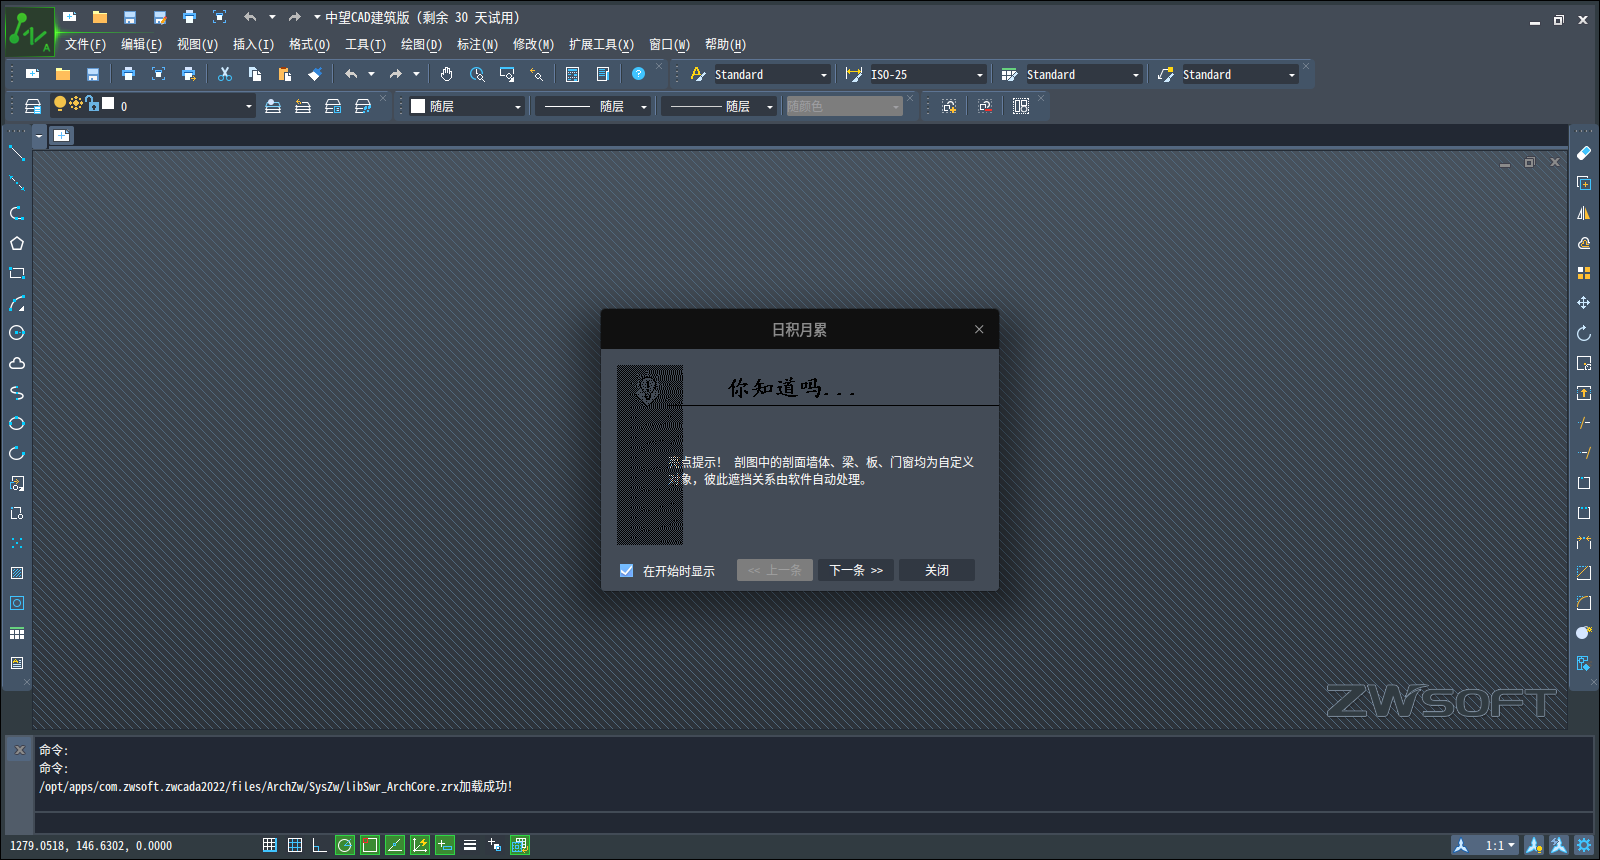 中望CAD建筑版（剩余 30 天试用）
文件(F) 编辑(E) 视图(V) 插入(I) 格式(O) 工具(T) 绘图(D) 标注(N) 修改(M) 扩展工具(X) 窗口(W) 帮助(H)
Standard ISO-25 Standard Standard
0 随层 随层 随层 随颜色
日积月累
你知道吗...
亮点提示！ 剖图中的剖面墙体、梁、板、门窗均为自定义
对象，彼此遮挡关系由软件自动处理。
在开始时显示 << 上一条 下一条 >> 关闭
ZWSOFT
命令:
命令:
/opt/apps/com.zwsoft.zwcada2022/files/ArchZw/SysZw/libSwr_ArchCore.zrx加载成功!
1279.0518, 146.6302, 0.0000 1:1